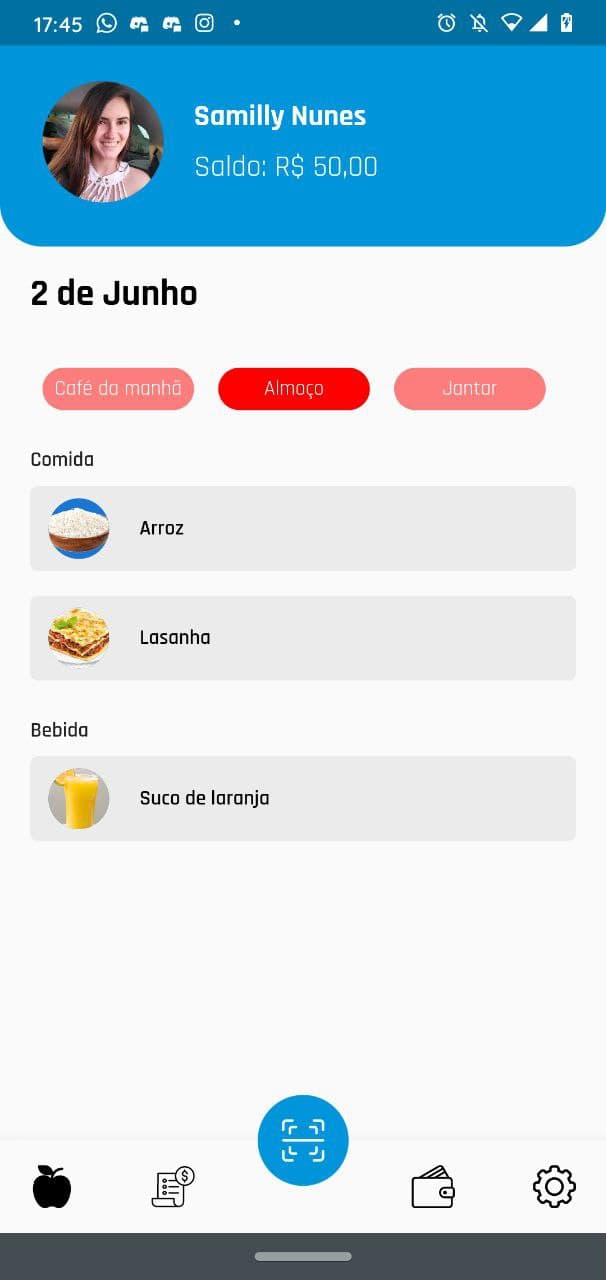 17:45
Samilly Nunes
Saldo: R$ 50,00
2 de Junho
Café da manhã
Almoço
Jantar
Comida
Arroz
Lasanha
Bebida
Suco de laranja
$